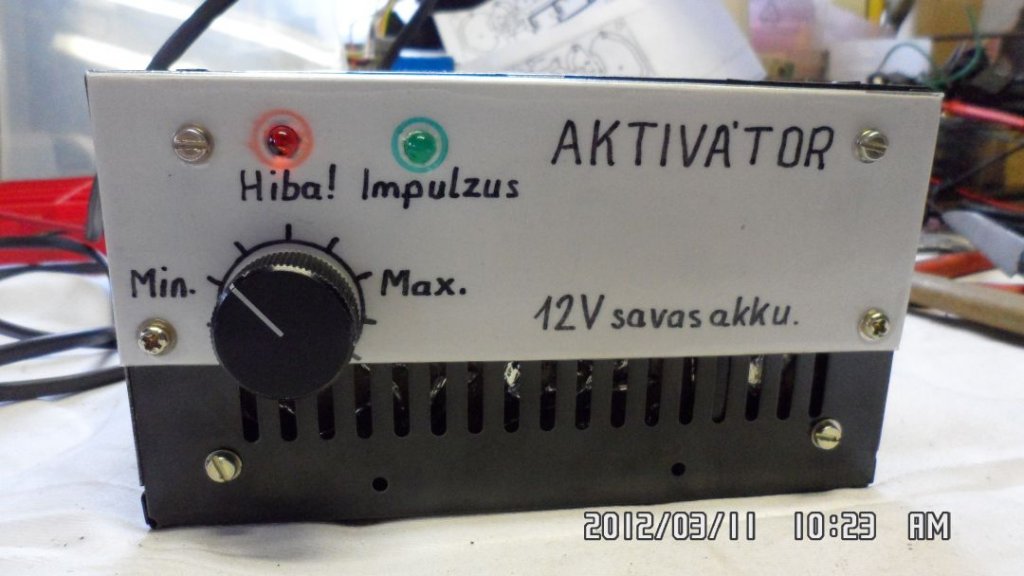 AKTIVÁTOR
Hiba! Impulzus
Min. Max.
12V savas akku.
2012/03/11 10:23 AM